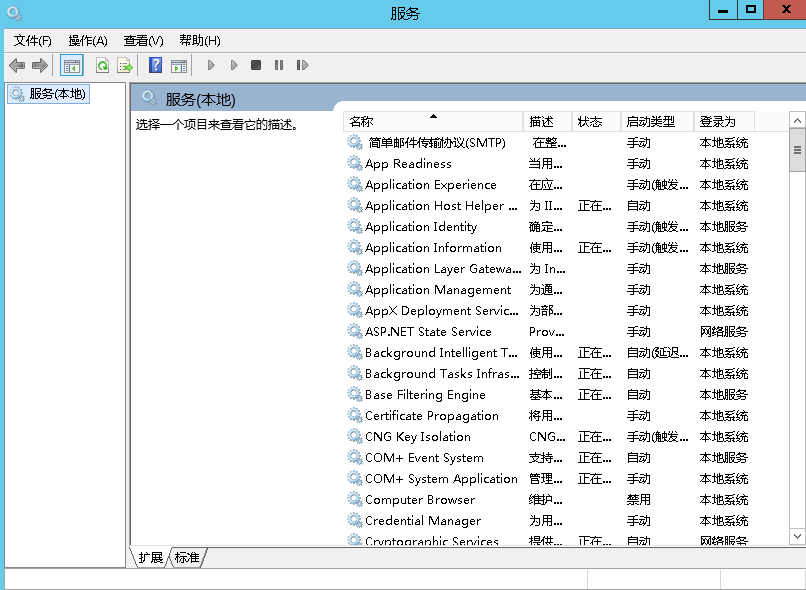 服务
文件(F) 操作(A) 查看(V) 帮助(H)
服务(本地)
服务(本地)
选择一个项目来查看它的描述。
名称 描述 状态 启动类型 登录为
简单邮件传输协议(SMTP) 在整... 手动 本地系统
App Readiness 当用... 手动 本地系统
Application Experience 在应... 手动(触发... 本地系统
Application Host Helper ... 为 II... 正在... 自动 本地系统
Application Identity 确定... 手动(触发... 本地服务
Application Information 使用... 正在... 手动(触发... 本地系统
Application Layer Gatewa... 为 In... 手动 本地服务
Application Management 为通... 手动 本地系统
AppX Deployment Servic... 为部... 手动 本地系统
ASP.NET State Service Prov... 手动 网络服务
Background Intelligent T... 使用... 正在... 自动(延迟... 本地系统
Background Tasks Infras... 控制... 正在... 自动 本地系统
Base Filtering Engine 基本... 正在... 自动 本地服务
Certificate Propagation 将用... 手动 本地系统
CNG Key Isolation CNG... 正在... 手动(触发... 本地系统
COM+ Event System 支持... 正在... 自动 本地服务
COM+ System Application 管理... 正在... 手动 本地系统
Computer Browser 维护... 禁用 本地系统
Credential Manager 为用... 手动 本地系统
Cryptographic Services 提供... 正在... 自动 网络服务
扩展 标准